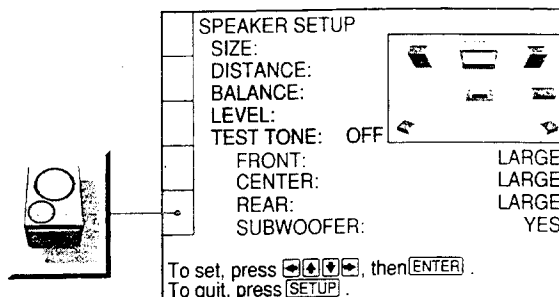 SPEAKER SETUP
SIZE:
DISTANCE:
BALANCE:
LEVEL:
TEST TONE: OFF
FRONT: LARGE
CENTER: LARGE
REAR: LARGE
SUBWOOFER: YES
To set, press ←↑↓→, then ENTER .
To quit, press SETUP .